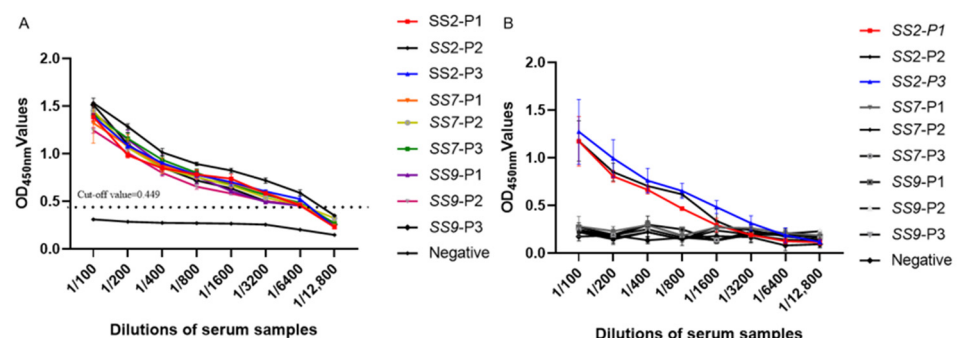 A
2.0
1.5
1.0
0.5
0.0
OD450nmValues
Cut-off value=0.449
1/100
1/200
1/400
1/800
1/1600
1/3200
1/6400
1/12,800
Dilutions of serum samples
SS2-P1
SS2-P2
SS2-P3
SS7-P1
SS7-P2
SS7-P3
SS9-P1
SS9-P2
SS9-P3
Negative
B
2.0
1.5
1.0
0.5
0.0
OD450nmValues
1/100
1/200
1/400
1/800
1/1600
1/3200
1/6400
1/12,800
Dilutions of serum samples
SS2-P1
SS2-P2
SS2-P3
SS7-P1
SS7-P2
SS7-P3
SS9-P1
SS9-P2
SS9-P3
Negative